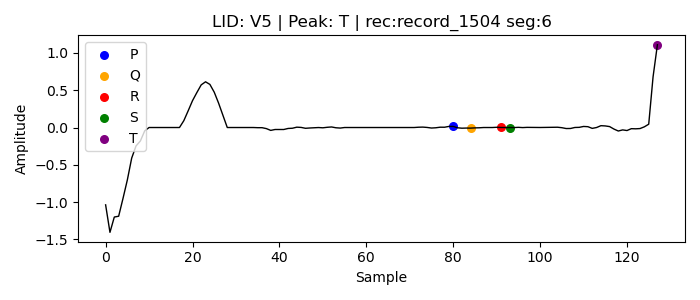 LID: V5 | Peak: T | rec:record_1504 seg:6
Amplitude
1.0
0.5
0.0
−0.5
−1.0
−1.5
P
Q
R
S
T
0 20 40 60 80 100 120
Sample